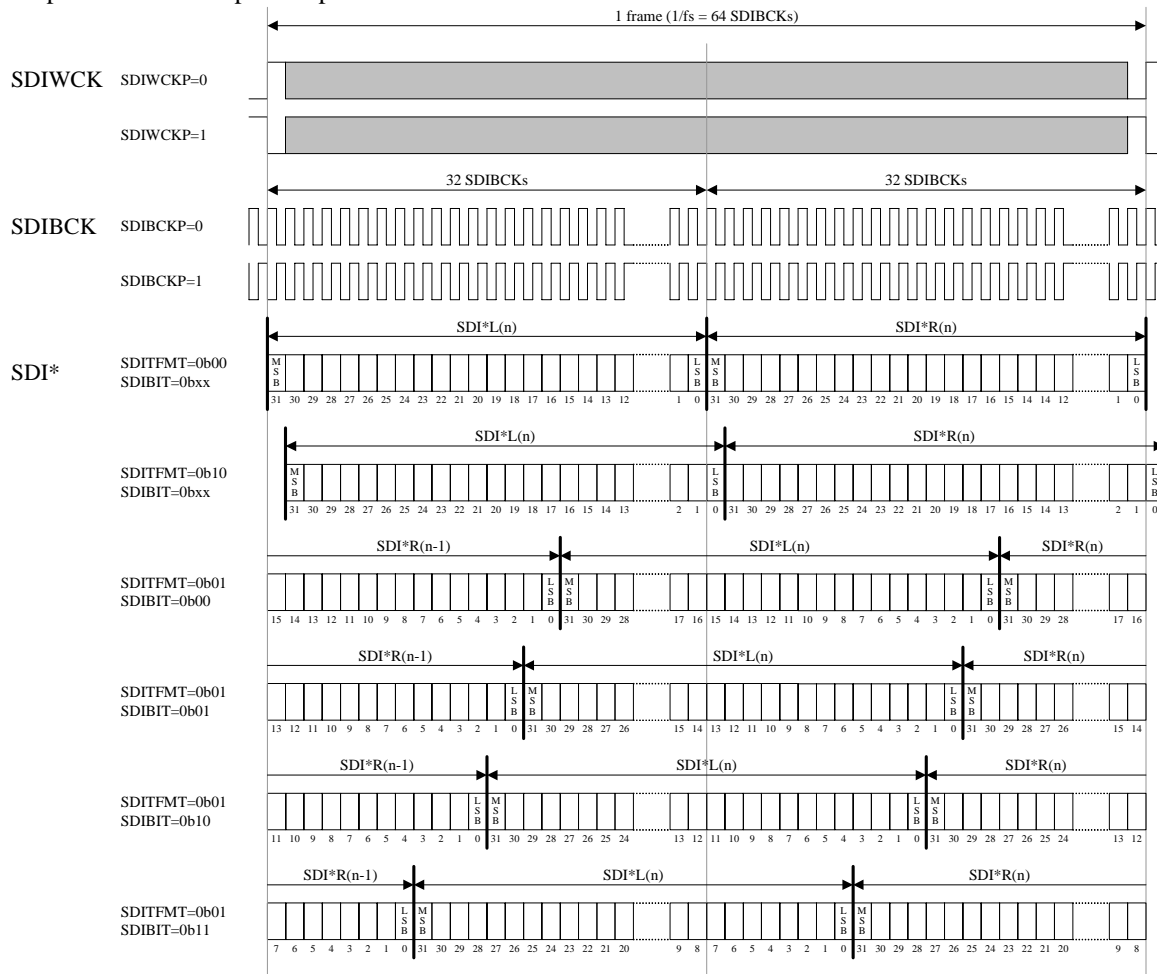 1 frame (1/fs = 64 SDIBCKs)
SDIWCK SDIWCKP=0
SDIWCKP=1
32 SDIBCKs 32 SDIBCKs
SDIBCK SDIBCKP=0
SDIBCKP=1
SDI*L(n) SDI*R(n)
SDI* SDITFMT=0b00
SDIBIT=0bxx
MSB LSB MSB LSB
31 30 29 28 27 26 25 24 23 22 21 20 19 18 17 16 15 14 13 12 1 0 31 30 29 28 27 26 25 24 23 22 21 20 19 18 17 16 15 14 14 12 1 0
SDI*L(n) SDI*R(n)
SDITFMT=0b10
SDIBIT=0bxx
MSB LSB LSB
31 30 29 28 27 26 25 24 23 22 21 20 19 18 17 16 15 14 13 2 1 0 31 30 29 28 27 26 25 24 23 22 21 20 19 18 17 16 15 14 13 2 1 0
SDI*R(n-1) SDI*L(n) SDI*R(n)
SDITFMT=0b01
SDIBIT=0b00
LSB MSB LSB MSB
15 14 13 12 11 10 9 8 7 6 5 4 3 2 1 0 31 30 29 28 17 16 15 14 13 12 11 10 9 8 7 6 5 4 3 2 1 0 31 30 29 28 17 16
SDI*R(n-1) SDI*L(n) SDI*R(n)
SDITFMT=0b01
SDIBIT=0b01
LSB MSB LSB MSB
13 12 11 10 9 8 7 6 5 4 3 2 1 0 31 30 29 28 27 26 15 14 13 12 11 10 9 8 7 6 5 4 3 2 1 0 31 30 29 28 27 26 15 14
SDI*R(n-1) SDI*L(n) SDI*R(n)
SDITFMT=0b01
SDIBIT=0b10
LSB MSB LSB MSB
11 10 9 8 7 6 5 4 3 2 1 0 31 30 29 28 27 26 25 24 13 12 11 10 9 8 7 6 5 4 3 2 1 0 31 30 29 28 27 26 25 24 13 12
SDI*R(n-1) SDI*L(n) SDI*R(n)
SDITFMT=0b01
SDIBIT=0b11
LSB MSB LSB MSB
7 6 5 4 3 2 1 0 31 30 29 28 27 26 25 24 23 22 21 20 9 8 7 6 5 4 3 2 1 0 31 30 29 28 27 26 25 24 23 22 21 20 9 8